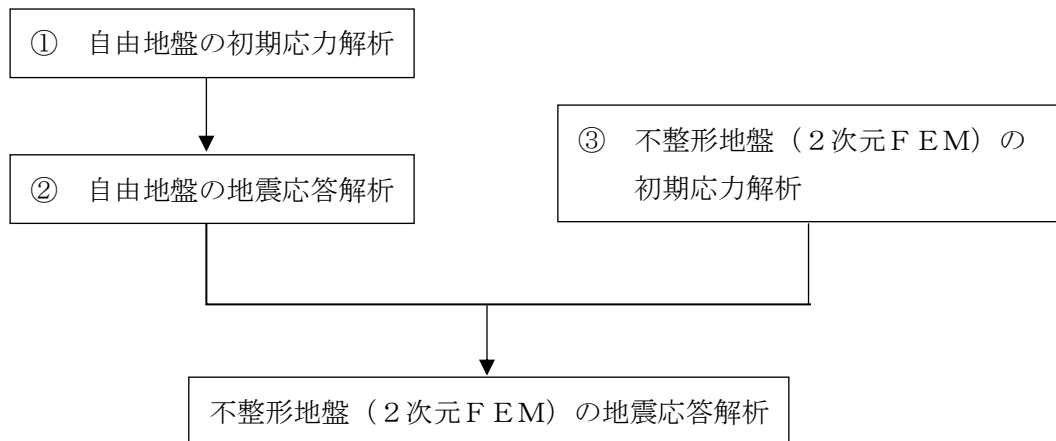 ① 自由地盤の初期応力解析
② 自由地盤の地震応答解析
③ 不整形地盤（２次元ＦＥＭ）の
初期応力解析
不整形地盤（２次元ＦＥＭ）の地震応答解析